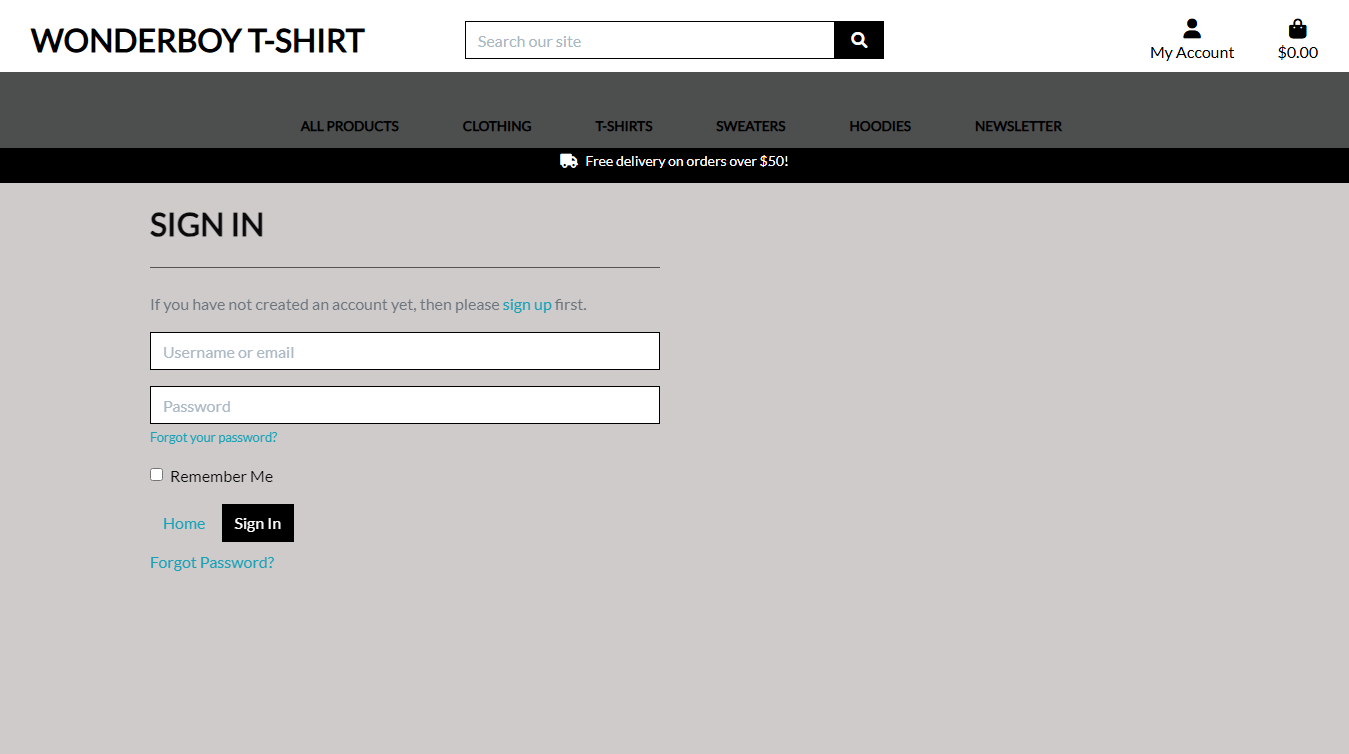 WONDERBOY T-SHIRT
Search our site
My Account
$0.00
ALL PRODUCTS CLOTHING T-SHIRTS SWEATERS HOODIES NEWSLETTER
Free delivery on orders over $50!
SIGN IN
If you have not created an account yet, then please sign up first.
Username or email
Password
Forgot your password?
Remember Me
Home Sign In
Forgot Password?